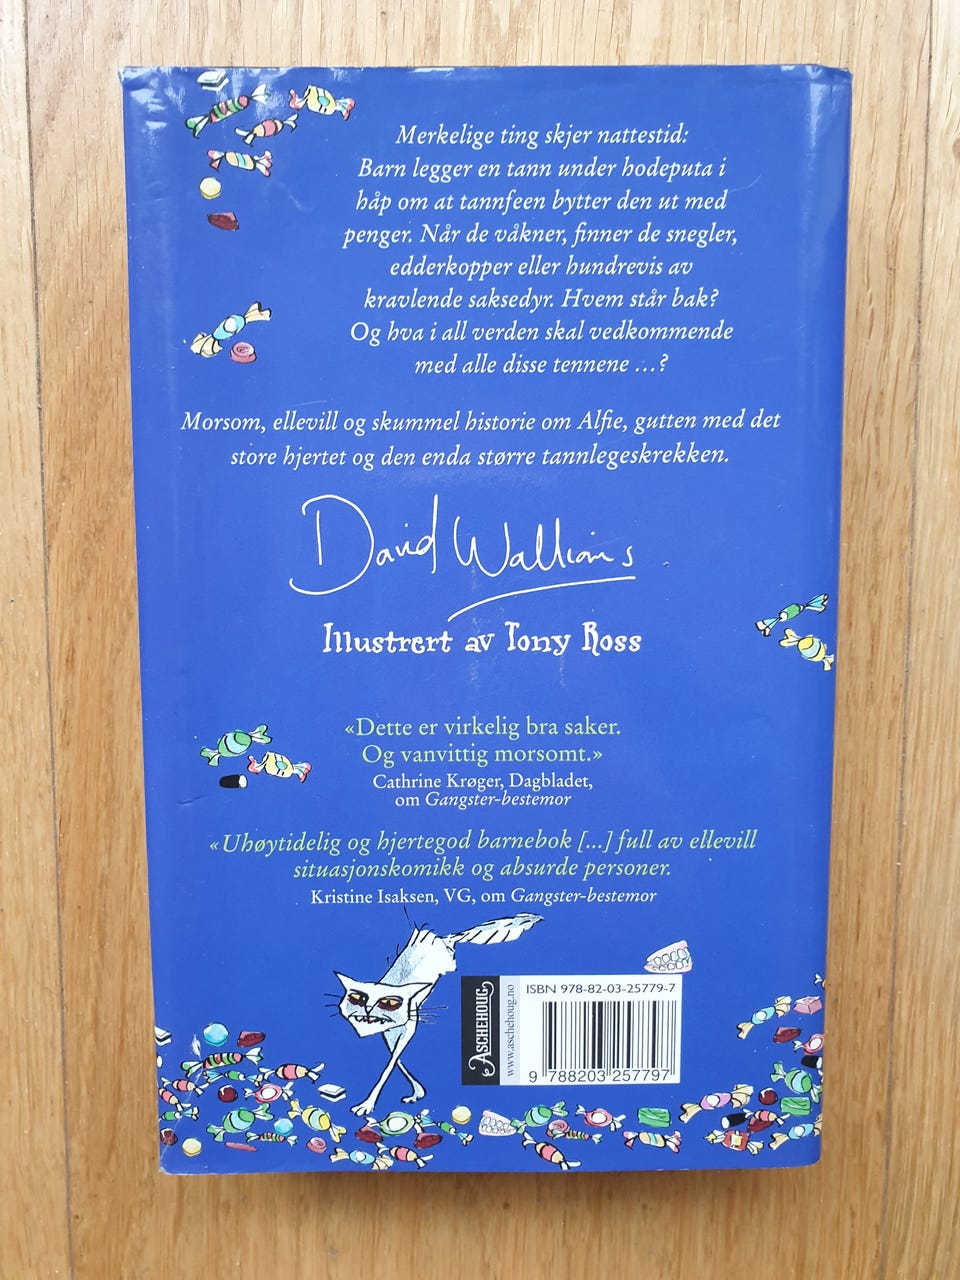 Merkelige ting skjer nattestid:
Barn legger en tann under hodeputa i
håp om at tannfeen bytter den ut med
penger. Når de våkner, finner de snegler,
edderkopper eller hundrevis av
kravlende saksedyr. Hvem står bak?
Og hva i all verden skal vedkommende
med alle disse tennene ...?
Morsom, ellevill og skummel historie om Alfie, gutten med det
store hjertet og den enda større tannlegeskrekken.
David Walliams
Illustrert av Tony Ross
«Dette er virkelig bra saker.
Og vanvittig morsomt.»
Cathrine Krøger, Dagbladet,
om Gangster-bestemor
«Uhøytidelig og hjertegod barnebok [...] full av ellevill
situasjonskomikk og absurde personer.
Kristine Isaksen, VG, om Gangster-bestemor
ASCHEHOUG
www.aschehoug.no
ISBN 978-82-03-25779-7
9 788203 257797